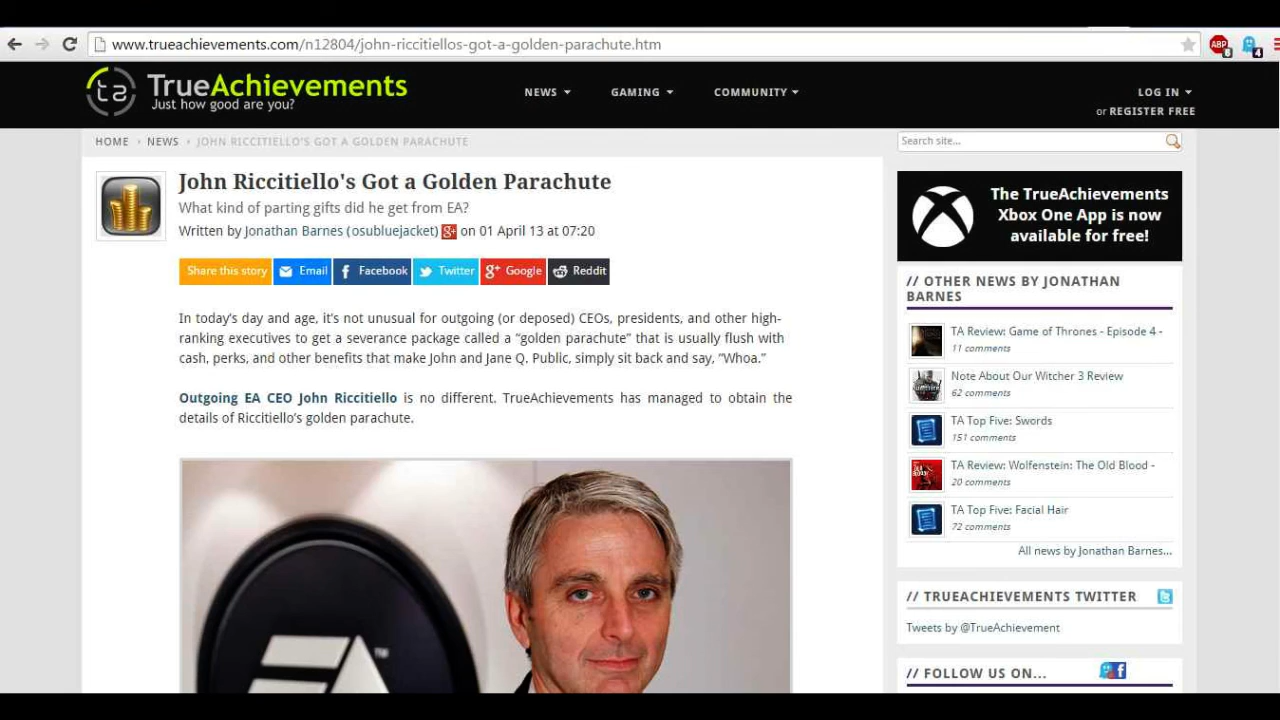 www.trueachievements.com/n12804/john-riccitiellos-got-a-golden-parachute.htm
ABP
6
4
ta
TrueAchievements
Just how good are you?
NEWS
GAMING
COMMUNITY
LOG IN
or REGISTER FREE
HOME › NEWS › JOHN RICCITIELLO'S GOT A GOLDEN PARACHUTE
Search site...
John Riccitiello's Got a Golden Parachute
What kind of parting gifts did he get from EA?
Written by Jonathan Barnes (osubluejacket) g+ on 01 April 13 at 07:20
Share this story
Email
Facebook
Twitter
Google
Reddit
In today's day and age, it's not unusual for outgoing (or deposed) CEOs, presidents, and other high-
ranking executives to get a severance package called a “golden parachute” that is usually flush with
cash, perks, and other benefits that make John and Jane Q. Public, simply sit back and say, “Whoa.”
Outgoing EA CEO John Riccitiello is no different. TrueAchievements has managed to obtain the
details of Riccitiello's golden parachute.
EA
TM
The TrueAchievements
Xbox One App is now
available for free!
// OTHER NEWS BY JONATHAN
BARNES
TA Review: Game of Thrones - Episode 4 -
11 comments
Note About Our Witcher 3 Review
62 comments
TA Top Five: Swords
151 comments
TA Review: Wolfenstein: The Old Blood -
20 comments
TA Top Five: Facial Hair
72 comments
All news by Jonathan Barnes...
// TRUEACHIEVEMENTS TWITTER
Tweets by @TrueAchievement
// FOLLOW US ON...